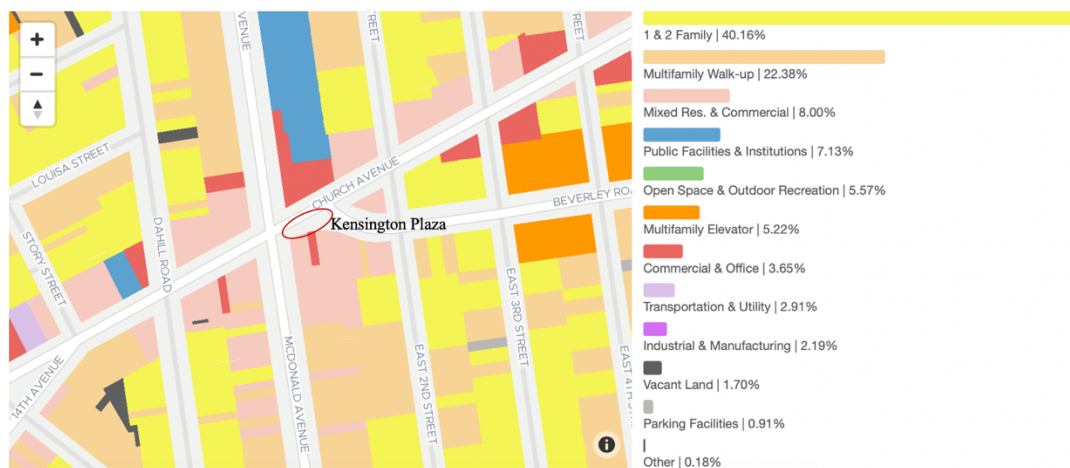 +
−
AVENUE
STREET
STREET
LOUISA STREET
CHURCH AVENUE
BEVERLEY RO
Kensington Plaza
STORY STREET
DAHILL ROAD
14TH AVENUE
MCDONALD AVENUE
EAST 2ND STREET
EAST 3RD STREET
EAST 4TH ST
i
1 & 2 Family | 40.16%
Multifamily Walk-up | 22.38%
Mixed Res. & Commercial | 8.00%
Public Facilities & Institutions | 7.13%
Open Space & Outdoor Recreation | 5.57%
Multifamily Elevator | 5.22%
Commercial & Office | 3.65%
Transportation & Utility | 2.91%
Industrial & Manufacturing | 2.19%
Vacant Land | 1.70%
Parking Facilities | 0.91%
Other | 0.18%